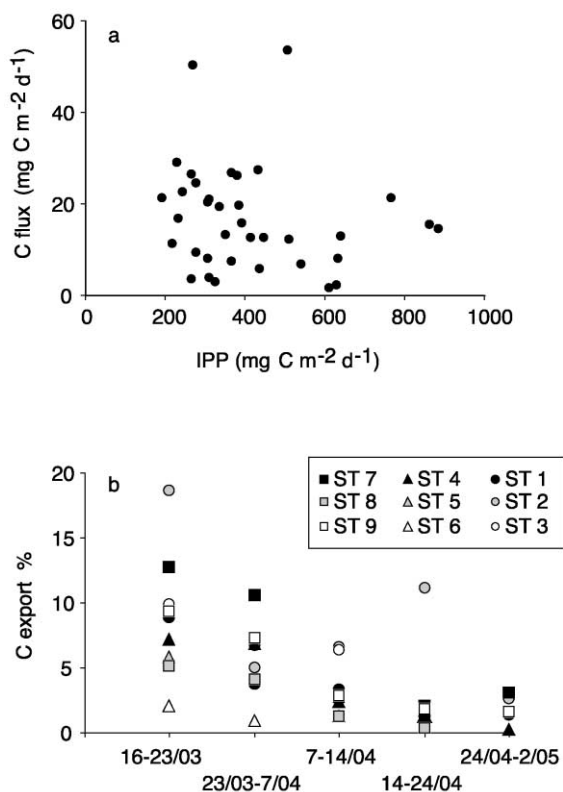 a
60
40
20
0
C flux (mg C m-2 d-1)
0 200 400 600 800 1000
IPP (mg C m-2 d-1)
b
ST 7 ST 4 ST 1
ST 8 ST 5 ST 2
ST 9 ST 6 ST 3
20
15
10
5
0
C export %
16-23/03 7-14/04 24/04-2/05
23/03-7/04 14-24/04